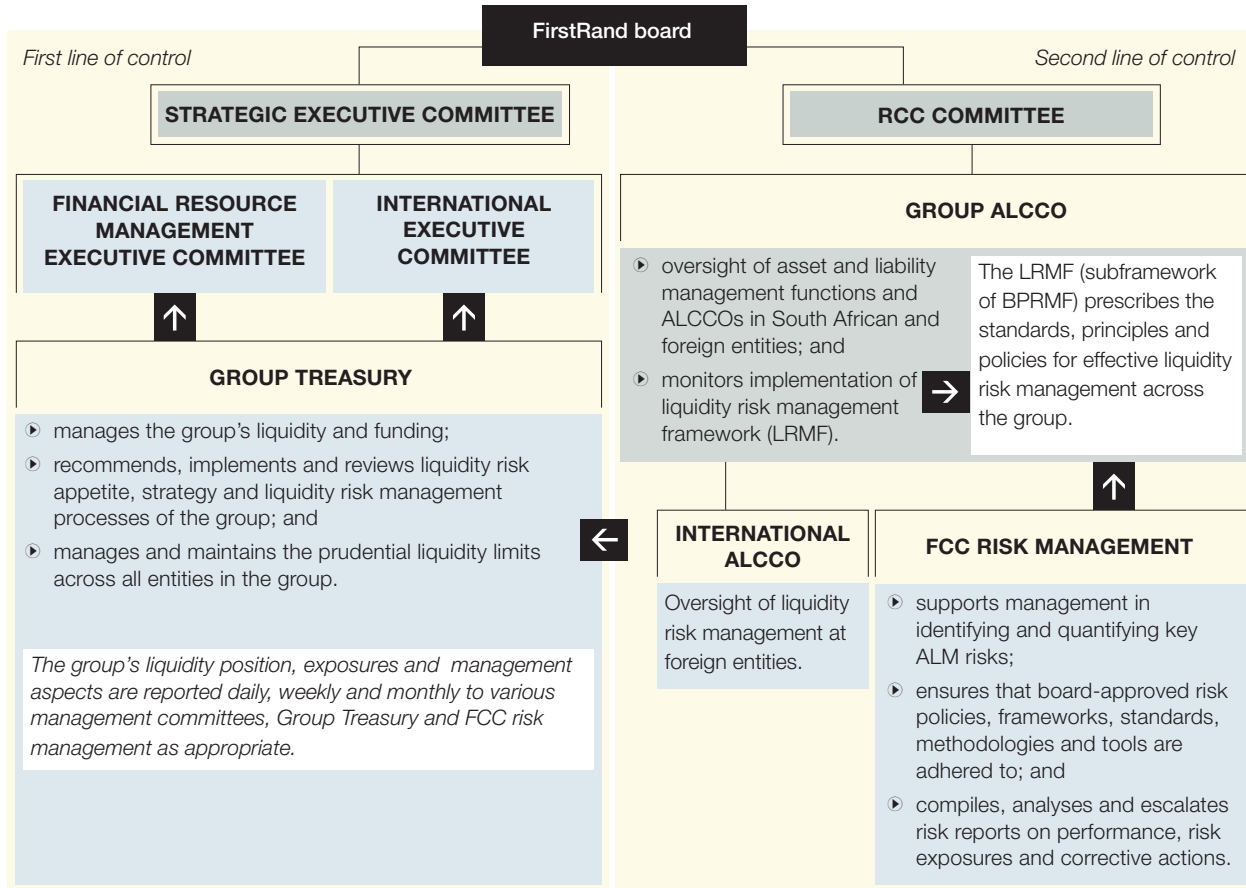 FirstRand board
First line of control
STRATEGIC EXECUTIVE COMMITTEE
FINANCIAL RESOURCE
MANAGEMENT
EXECUTIVE COMMITTEE
INTERNATIONAL
EXECUTIVE
COMMITTEE
GROUP TREASURY
manages the group’s liquidity and funding;
recommends, implements and reviews liquidity risk
appetite, strategy and liquidity risk management
processes of the group; and
manages and maintains the prudential liquidity limits
across all entities in the group.
The group’s liquidity position, exposures and management
aspects are reported daily, weekly and monthly to various
management committees, Group Treasury and FCC risk
management as appropriate.
Second line of control
RCC COMMITTEE
GROUP ALCCO
oversight of asset and liability
management functions and
ALCCOs in South African and
foreign entities; and
monitors implementation of
liquidity risk management
framework (LRMF).
The LRMF (subframework
of BPRMF) prescribes the
standards, principles and
policies for effective liquidity
risk management across
the group.
INTERNATIONAL
ALCCO
Oversight of liquidity
risk management at
foreign entities.
FCC RISK MANAGEMENT
supports management in
identifying and quantifying key
ALM risks;
ensures that board-approved risk
policies, frameworks, standards,
methodologies and tools are
adhered to; and
compiles, analyses and escalates
risk reports on performance, risk
exposures and corrective actions.